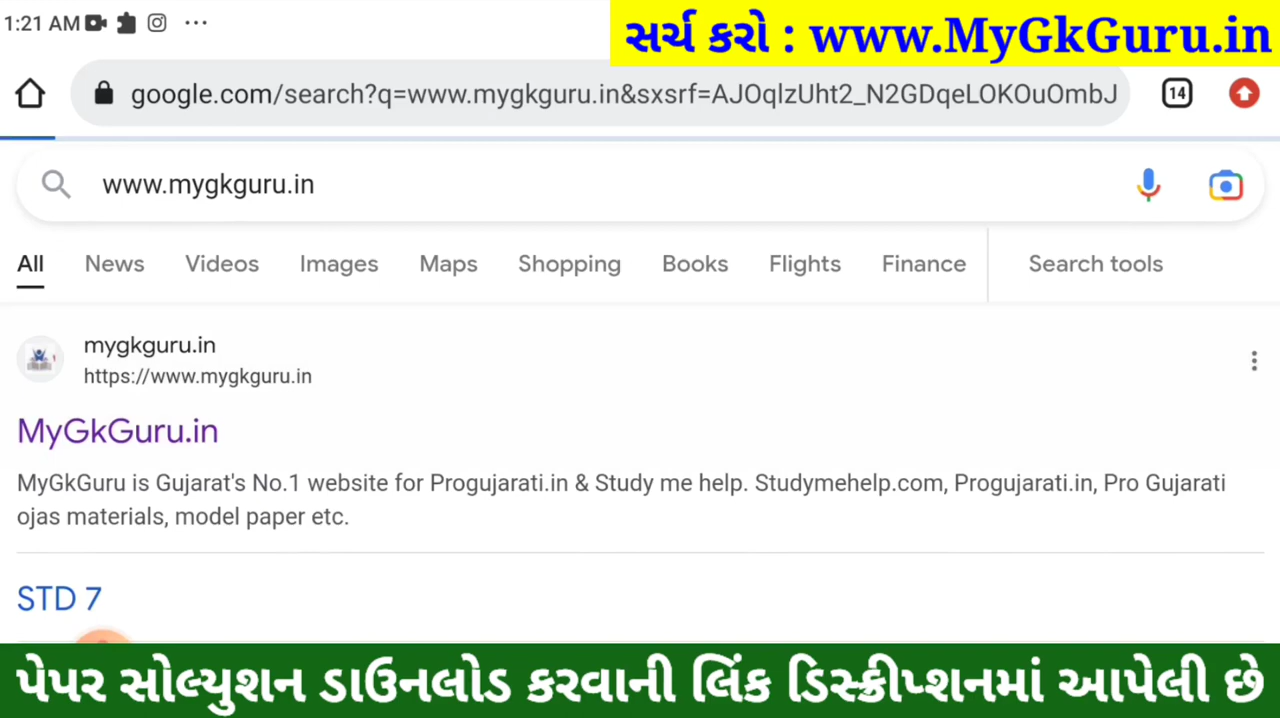 1:21 AM
સર્ચ કરો : www.MyGkGuru.in
google.com/search?q=www.mygkguru.in&sxsrf=AJOqlzUht2_N2GDqeLOKOuOmbJ
14
www.mygkguru.in
All News Videos Images Maps Shopping Books Flights Finance Search tools
mygkguru.in
https://www.mygkguru.in
MyGkGuru.in
MyGkGuru is Gujarat's No.1 website for Progujarati.in & Study me help. Studymehelp.com, Progujarati.in, Pro Gujarati
ojas materials, model paper etc.
STD 7
પેપર સોલ્યુશન ડાઉનલોડ કરવાની લિંક ડિસ્ક્રીપ્શનમાં આપેલી છે